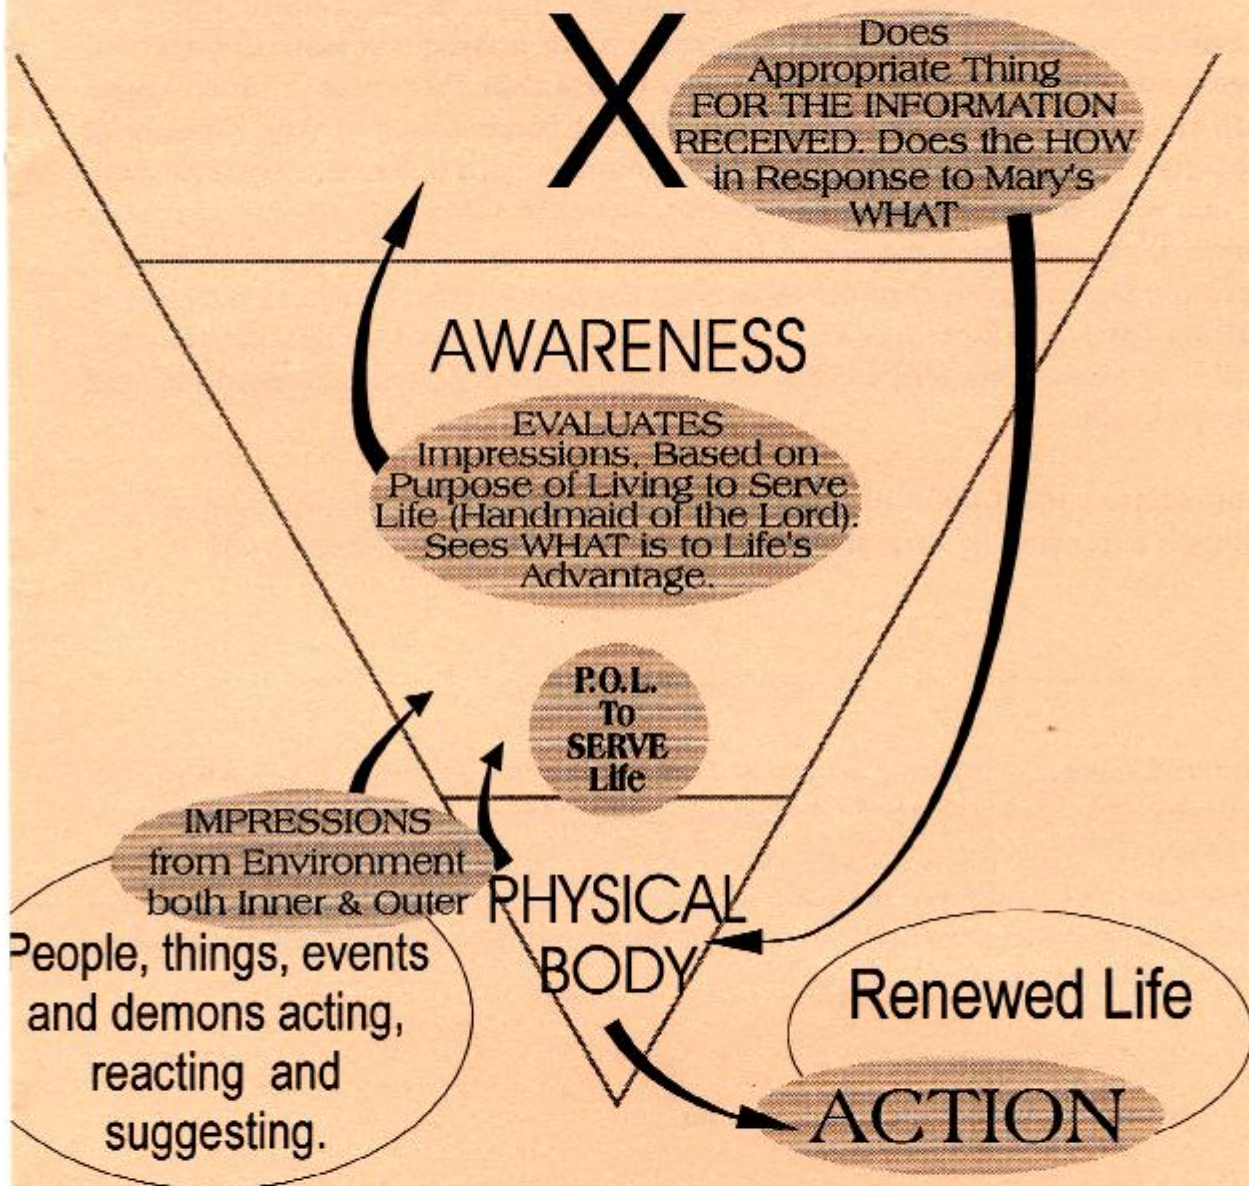 X
Does
Appropriate Thing
FOR THE INFORMATION
RECEIVED. Does the HOW
in Response to Mary's
WHAT
AWARENESS
EVALUATES
Impressions, Based on
Purpose of Living to Serve
Life (Handmaid of the Lord).
Sees WHAT is to Life's
Advantage.
P.O.L.
To
SERVE
Life
IMPRESSIONS
from Environment
both Inner & Outer
People, things, events
and demons acting,
reacting and
suggesting.
PHYSICAL
BODY
Renewed Life
ACTION